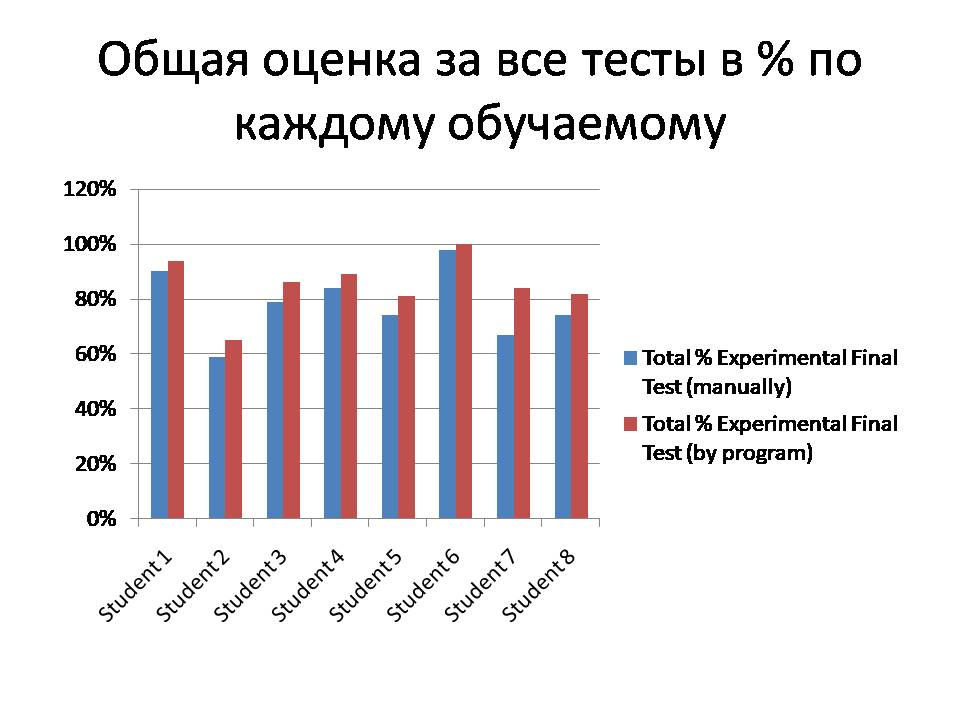 Общая оценка за все тесты в % по
каждому обучаемому
120%
100%
80%
60%
40%
20%
0%
Student 1
Student 2
Student 3
Student 4
Student 5
Student 6
Student 7
Student 8
Total % Experimental Final
Test (manually)
Total % Experimental Final
Test (by program)